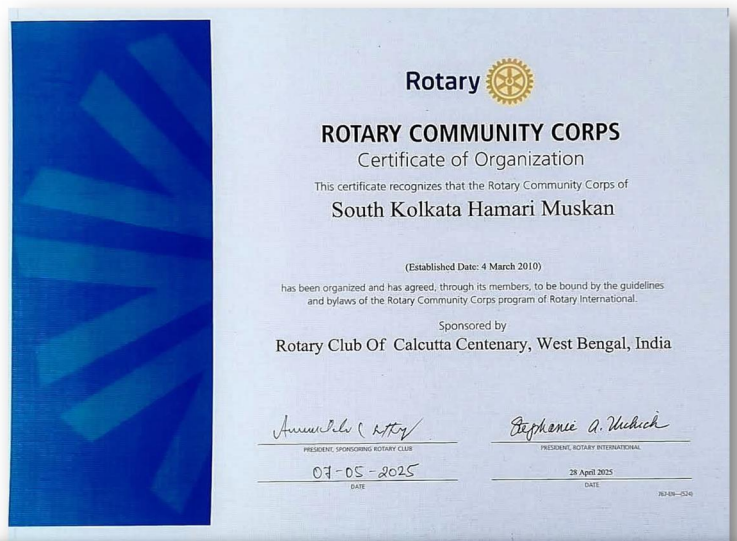 Rotary
ROTARY COMMUNITY CORPS
Certificate of Organization
This certificate recognizes that the Rotary Community Corps of
South Kolkata Hamari Muskan
(Established Date: 4 March 2010)
has been organized and has agreed, through its members, to be bound by the guidelines
and bylaws of the Rotary Community Corps program of Rotary International.
Sponsored by
Rotary Club Of Calcutta Centenary, West Bengal, India
Stephanie A. Urchick
PRESIDENT, SPONSORING ROTARY CLUB
PRESIDENT, ROTARY INTERNATIONAL
07-05-2025
28 April 2025
DATE
DATE